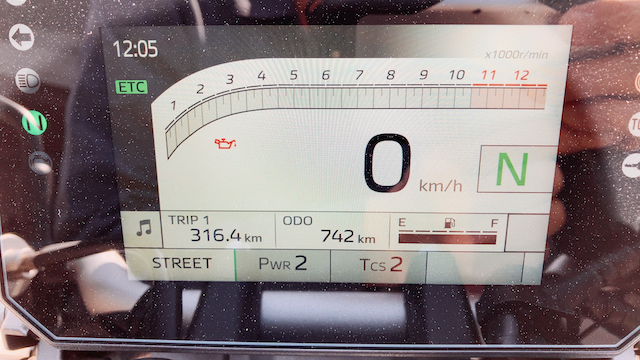 12:05
x1000r/min
ETC
1 2 3 4 5 6 7 8 9 10 11 12
0 km/h
N
N
TRIP 1
316.4 km
ODO
742 km
E F
STREET PWR 2 TCS 2